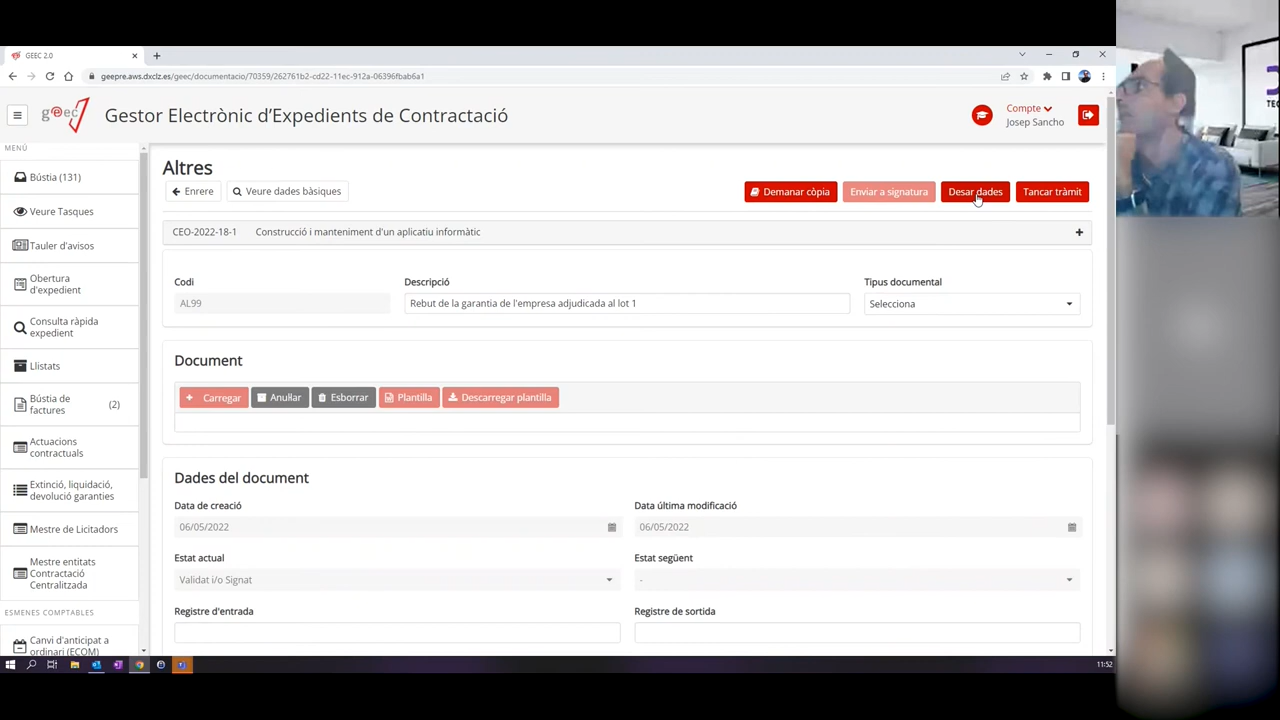 GEEC 2.0
geepre.aws.dxclz.es/geec/documentacio/70359/262761b2-cd22-11ec-912a-06396fbab6a1
geec
Gestor Electrònic d'Expedients de Contractació
Compte
Josep Sancho
MENÚ
Bústia (131)
Veure Tasques
Tauler d'avisos
Obertura
d'expedient
Consulta ràpida
expedient
Llistats
Bústia de
factures
(2)
Actuacions
contractuals
Extinció, liquidació,
devolució garanties
Mestre de Licitadors
Mestre entitats
Contractació
Centralitzada
ESMENES COMPTABLES
Canvi d'anticipat a
ordinari (ECOM)
Altres
Enrere
Veure dades bàsiques
Demanar còpia
Enviar a signatura
Desar dades
Tancar tràmit
CEO-2022-18-1 Construcció i manteniment d'un aplicatiu informàtic
Codi
AL99
Descripció
Rebut de la garantia de l'empresa adjudicada al lot 1
Tipus documental
Selecciona
Document
Carregar
Anul·lar
Esborrar
Plantilla
Descarregar plantilla
Dades del document
Data de creació
06/05/2022
Data última modificació
06/05/2022
Estat actual
Validat i/o Signat
Estat següent
-
Registre d'entrada
Registre de sortida
11:52